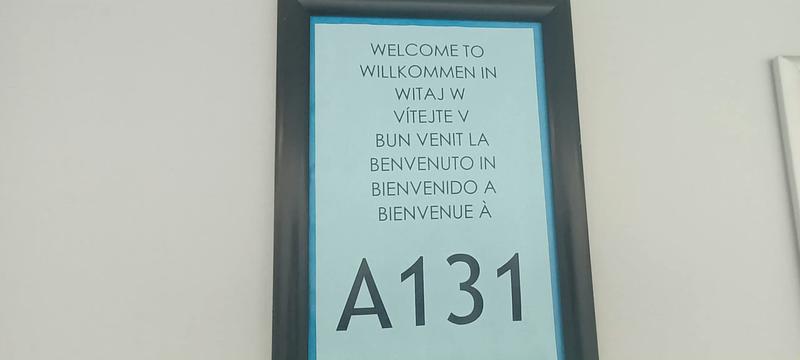 WELCOME TO
WILLKOMMEN IN
WITAJ W
VÍTEJTE V
BUN VENIT LA
BENVENUTO IN
BIENVENIDO A
BIENVENUE À
A131